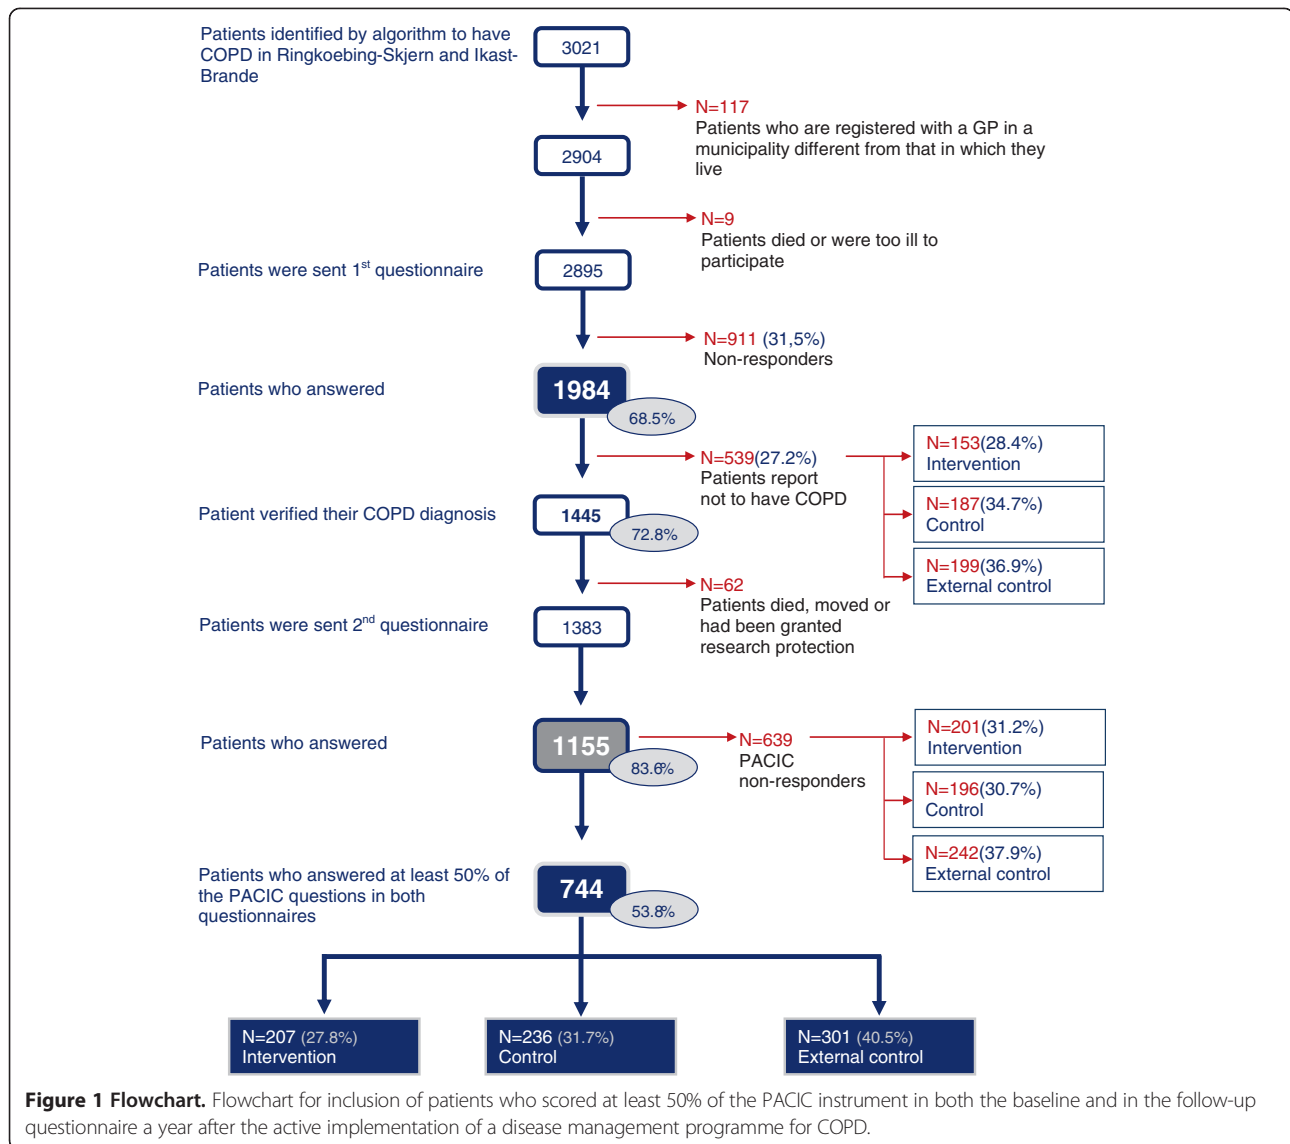 Patients identified by algorithm to have
COPD in Ringkoebing-Skjern and Ikast-
Brande
3021
N=117
Patients who are registered with a GP in a
municipality different from that in which they
live
2904
N=9
Patients died or were too ill to
participate
Patients were sent 1st questionnaire
2895
N=911 (31,5%)
Non-responders
Patients who answered
1984
68.5%
N=539(27.2%)
Patients report
not to have COPD
N=153(28.4%)
Intervention
N=187(34.7%)
Control
N=199(36.9%)
External control
Patient verified their COPD diagnosis
1445
72.8%
N=62
Patients died, moved or
had been granted
research protection
Patients were sent 2nd questionnaire
1383
Patients who answered
1155
83.6%
N=639
PACIC
non-responders
N=201(31.2%)
Intervention
N=196(30.7%)
Control
N=242(37.9%)
External control
Patients who answered at least 50% of
the PACIC questions in both
questionnaires
744
53.8%
N=207 (27.8%)
Intervention
N=236 (31.7%)
Control
N=301 (40.5%)
External control
Figure 1 Flowchart. Flowchart for inclusion of patients who scored at least 50% of the PACIC instrument in both the baseline and in the follow-up
questionnaire a year after the active implementation of a disease management programme for COPD.